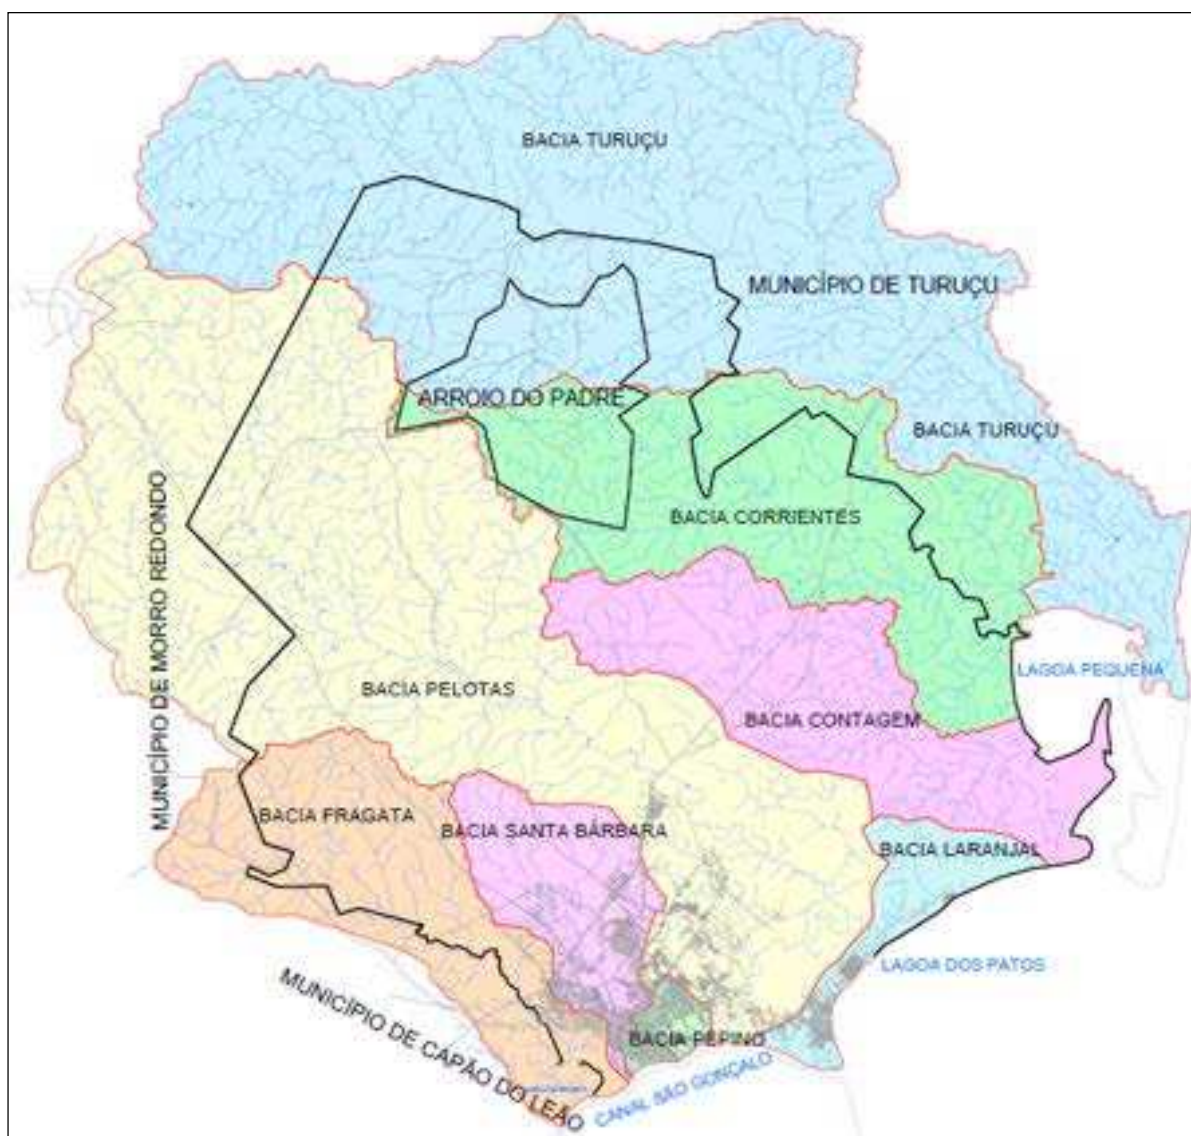 BACIA TURUÇU
MUNICÍPIO DE TURUÇU
ARROIO DO PADRE
BACIA TURUÇU
BACIA CORRIENTES
MUNICÍPIO DE MORRO REDONDO
LAGOA PEQUENA
BACIA PELOTAS
BACIA CONTAGEM
BACIA FRAGATA
BACIA SANTA BÁRBARA
BACIA LARANJAL
LAGOA DOS PATOS
MUNICÍPIO DE CAPÃO DO LEÃO
BACIA PEPINO
CANAL SÃO GONÇALO